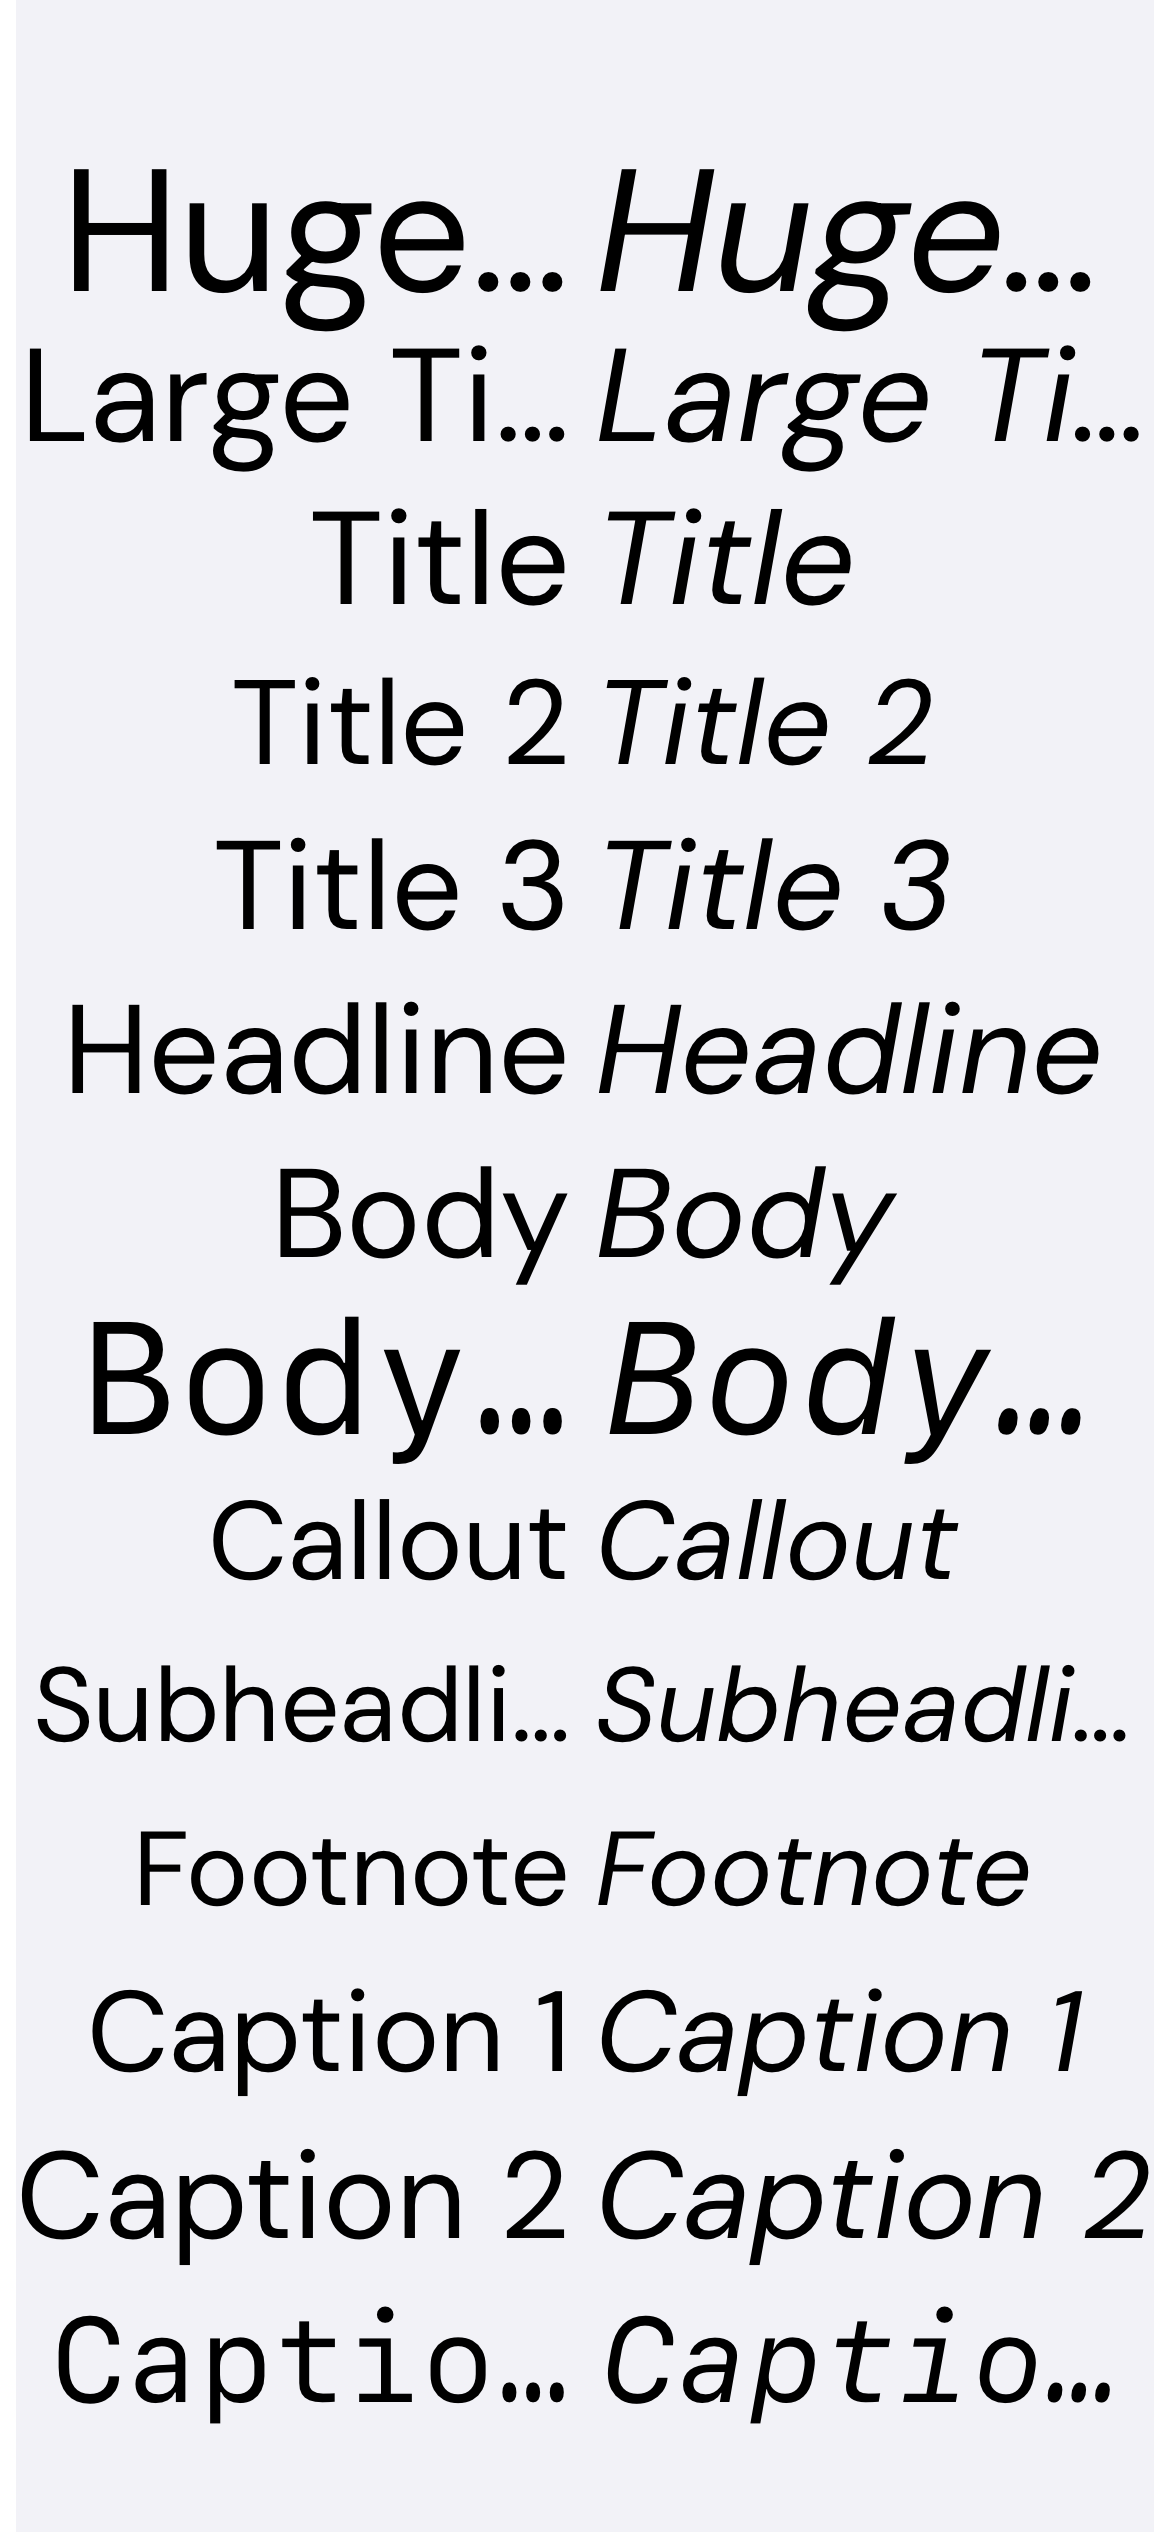 Huge… Huge…
Large Ti… Large Ti…
Title Title
Title 2 Title 2
Title 3 Title 3
Headline Headline
Body Body
Body… Body…
Callout Callout
Subheadli… Subheadli…
Footnote Footnote
Caption 1 Caption 1
Caption 2 Caption 2
Captio… Captio…